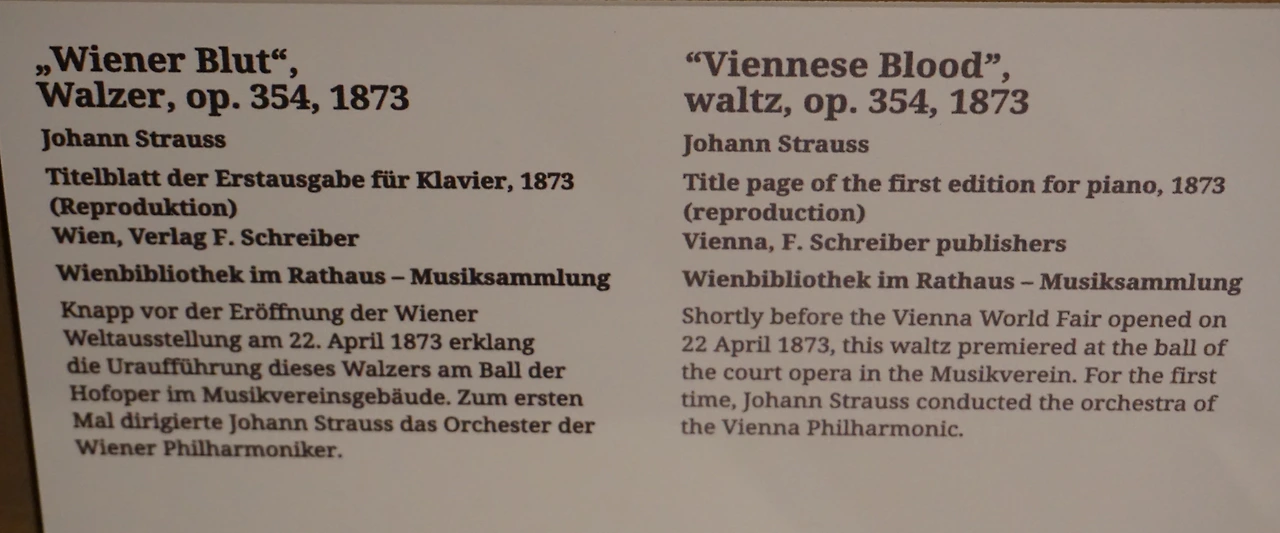 „Wiener Blut“,
Walzer, op. 354, 1873
Johann Strauss
Titelblatt der Erstausgabe für Klavier, 1873
(Reproduktion)
Wien, Verlag F. Schreiber
Wienbibliothek im Rathaus – Musiksammlung
Knapp vor der Eröffnung der Wiener
Weltausstellung am 22. April 1873 erklang
die Uraufführung dieses Walzers am Ball der
Hofoper im Musikvereinsgebäude. Zum ersten
Mal dirigierte Johann Strauss das Orchester der
Wiener Philharmoniker.
“Viennese Blood”,
waltz, op. 354, 1873
Johann Strauss
Title page of the first edition for piano, 1873
(reproduction)
Vienna, F. Schreiber publishers
Wienbibliothek im Rathaus – Musiksammlung
Shortly before the Vienna World Fair opened on
22 April 1873, this waltz premiered at the ball of
the court opera in the Musikverein. For the first
time, Johann Strauss conducted the orchestra of
the Vienna Philharmonic.